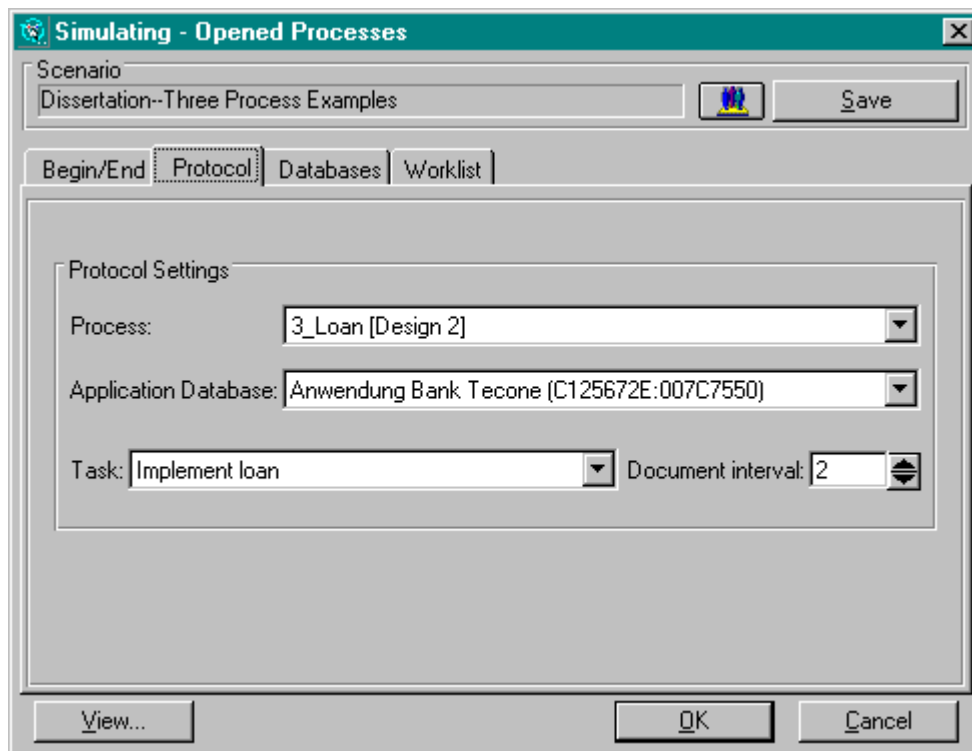 Simulating - Opened Processes
Scenario
Dissertation--Three Process Examples
Save
Begin/End Protocol Databases Worklist
Protocol Settings
Process: 3_Loan [Design 2]
Application Database: Anwendung Bank Tecone (C125672E:007C7550)
Task: Implement loan Document interval: 2
View... OK Cancel